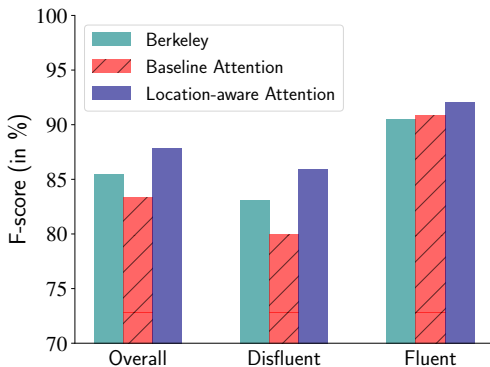 100
95
90
85
80
75
70
F-score (in %)
Berkeley
Baseline Attention
Location-aware Attention
Overall
Disfluent
Fluent